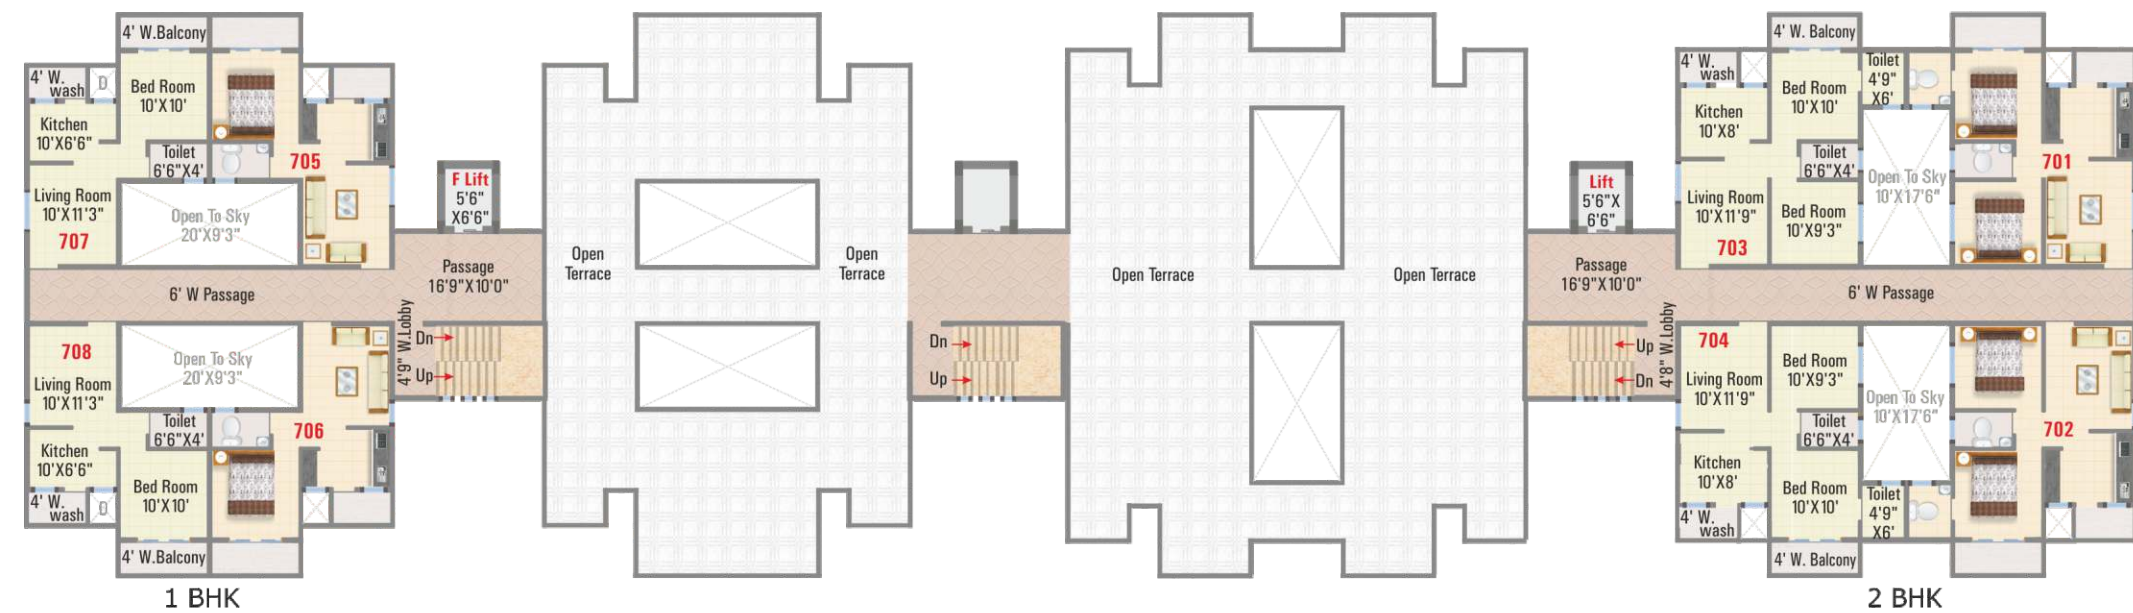 4' W.Balcony
4' W.
wash
D
Bed Room
10'X10'
Kitchen
10'X6'6"
Toilet
6'6"X4'
705
Living Room
10'X11'3"
707
Open To Sky
20'X9'3"
F Lift
5'6"
X6'6"
Passage
16'9"X10'0"
6' W Passage
4'9" W.Lobby
Dn
Up
708
Living Room
10'X11'3"
Open To Sky
20'X9'3"
Toilet
6'6"X4'
706
Kitchen
10'X6'6"
4' W.
wash
D
Bed Room
10'X10'
4' W.Balcony
1 BHK
Open
Terrace
Open
Terrace
Dn
Up
Open Terrace
Open Terrace
Lift
5'6"X
6'6"
Passage
16'9"X10'0"
Up
Dn
4'8" W.Lobby
4' W. Balcony
4' W.
wash
Bed Room
10'X10'
Toilet
4'9"
X6'
Kitchen
10'X8'
Toilet
6'6"X4'
701
Open To Sky
10'X17'6"
Living Room
10'X11'9"
703
Bed Room
10'X9'3"
6' W Passage
704
Living Room
10'X11'9"
Bed Room
10'X9'3"
Open To Sky
10'X17'6"
Toilet
6'6"X4'
702
Kitchen
10'X8'
4' W.
wash
Bed Room
10'X10'
Toilet
4'9"
X6'
4' W. Balcony
2 BHK